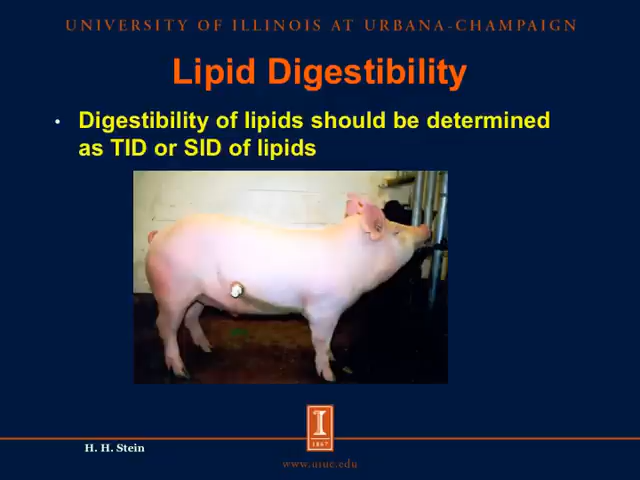 UNIVERSITY OF ILLINOIS AT URBANA-CHAMPAIGN
Lipid Digestibility
• Digestibility of lipids should be determined
as TID or SID of lipids
I
1867
H. H. Stein
www.uiuc.edu